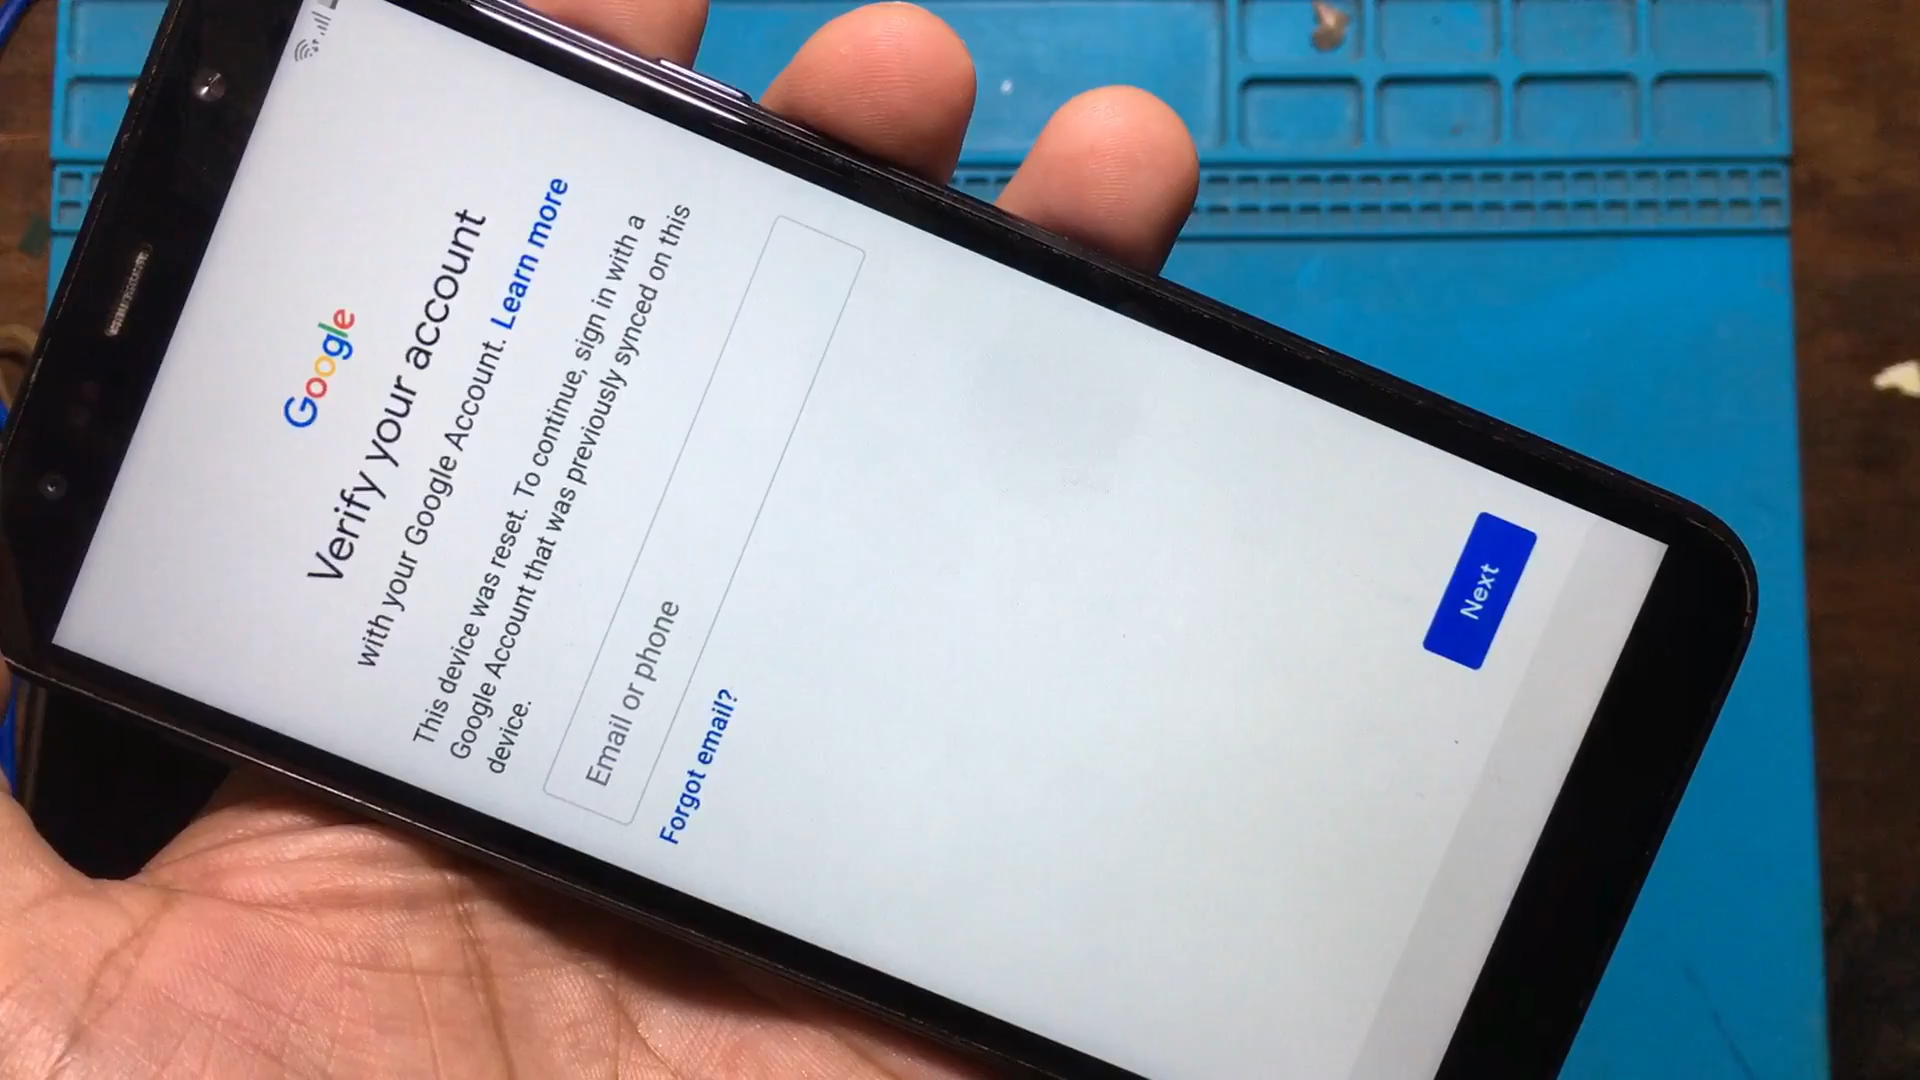 Google
Verify your account
with your Google Account. Learn more
This device was reset. To continue, sign in with a
Google Account that was previously synced on this
device.
Email or phone
Forgot email?
Next